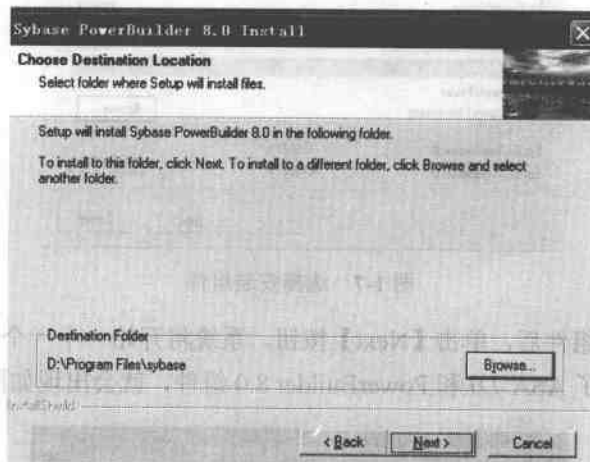 Sybase PowerBuilder 8.0 Install
Choose Destination Location
Select folder where Setup will install files.
Setup will install Sybase PowerBuilder 8.0 in the following folder.
To install to this folder, click Next. To install to a different folder, click Browse and select
another folder.
Destination Folder
D:\Program Files\sybase
Browse...
InstallShield
< Back
Next >
Cancel